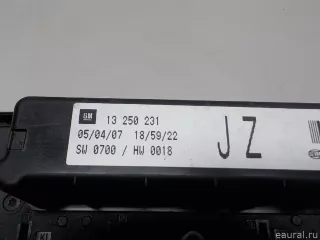 GM 13 250 231
05/04/07 18/59/22
SW 0700 / HW 0018
JZ
eaural.ru